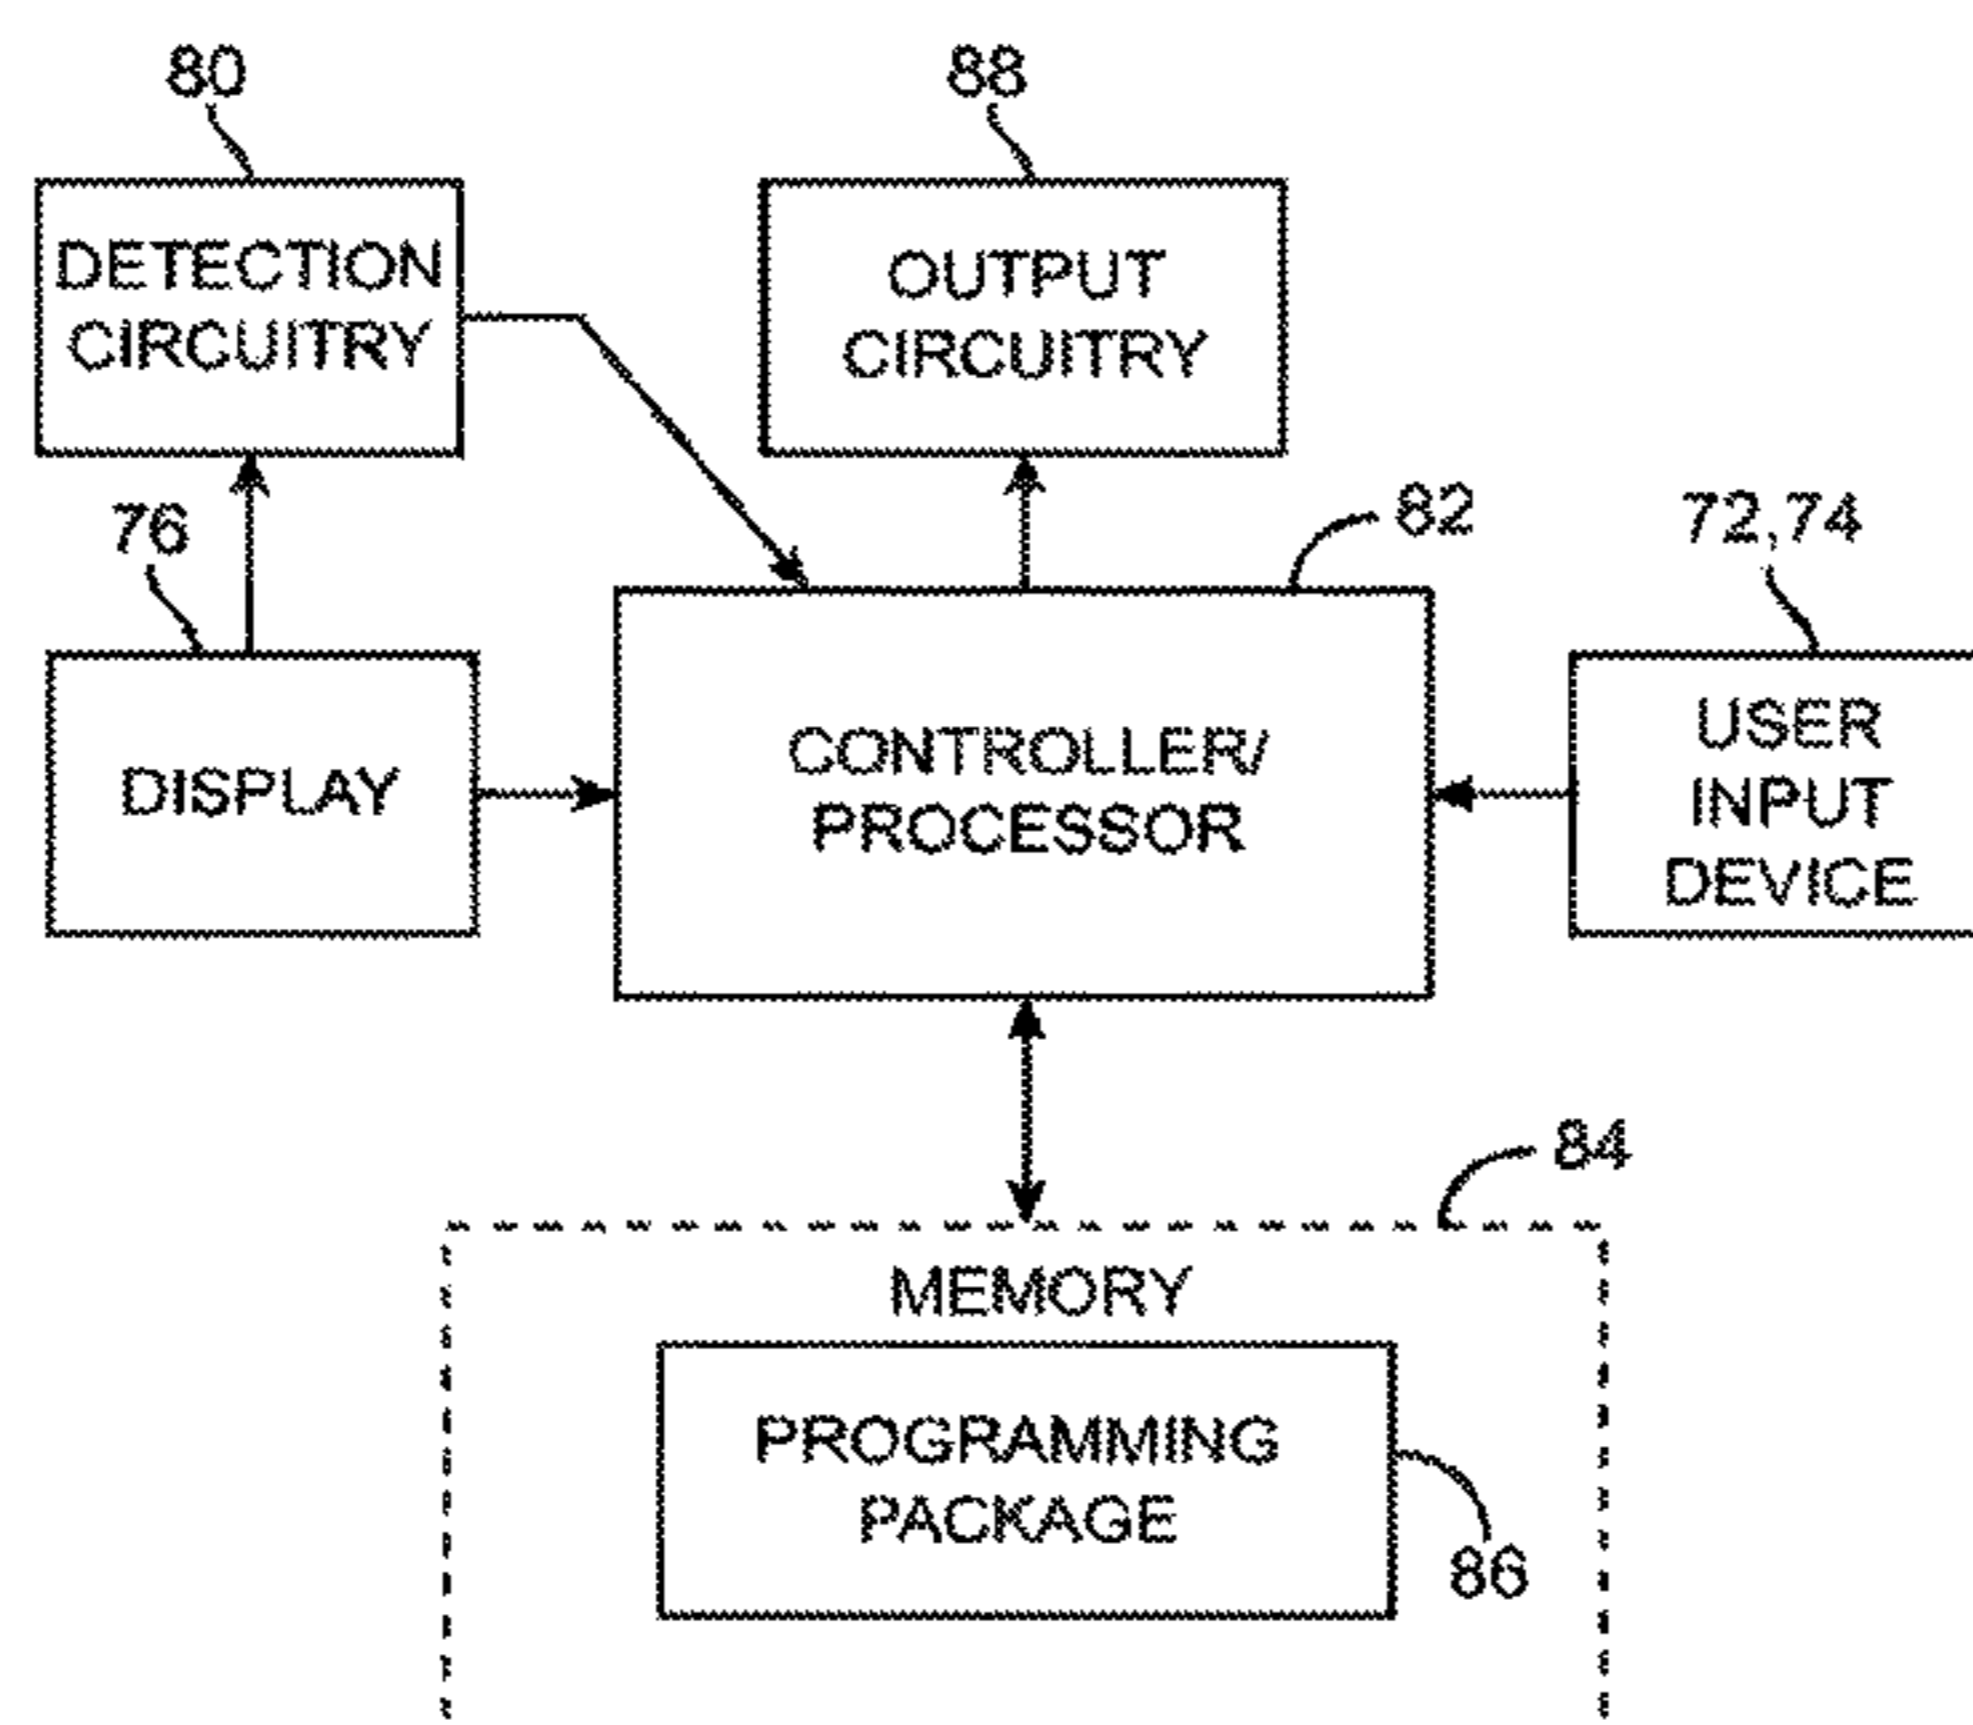 80
88
DETECTION
CIRCUITRY
OUTPUT
CIRCUITRY
76
82
72,74
DISPLAY
CONTROLLER/
PROCESSOR
USER
INPUT
DEVICE
84
MEMORY
PROGRAMMING
PACKAGE
86